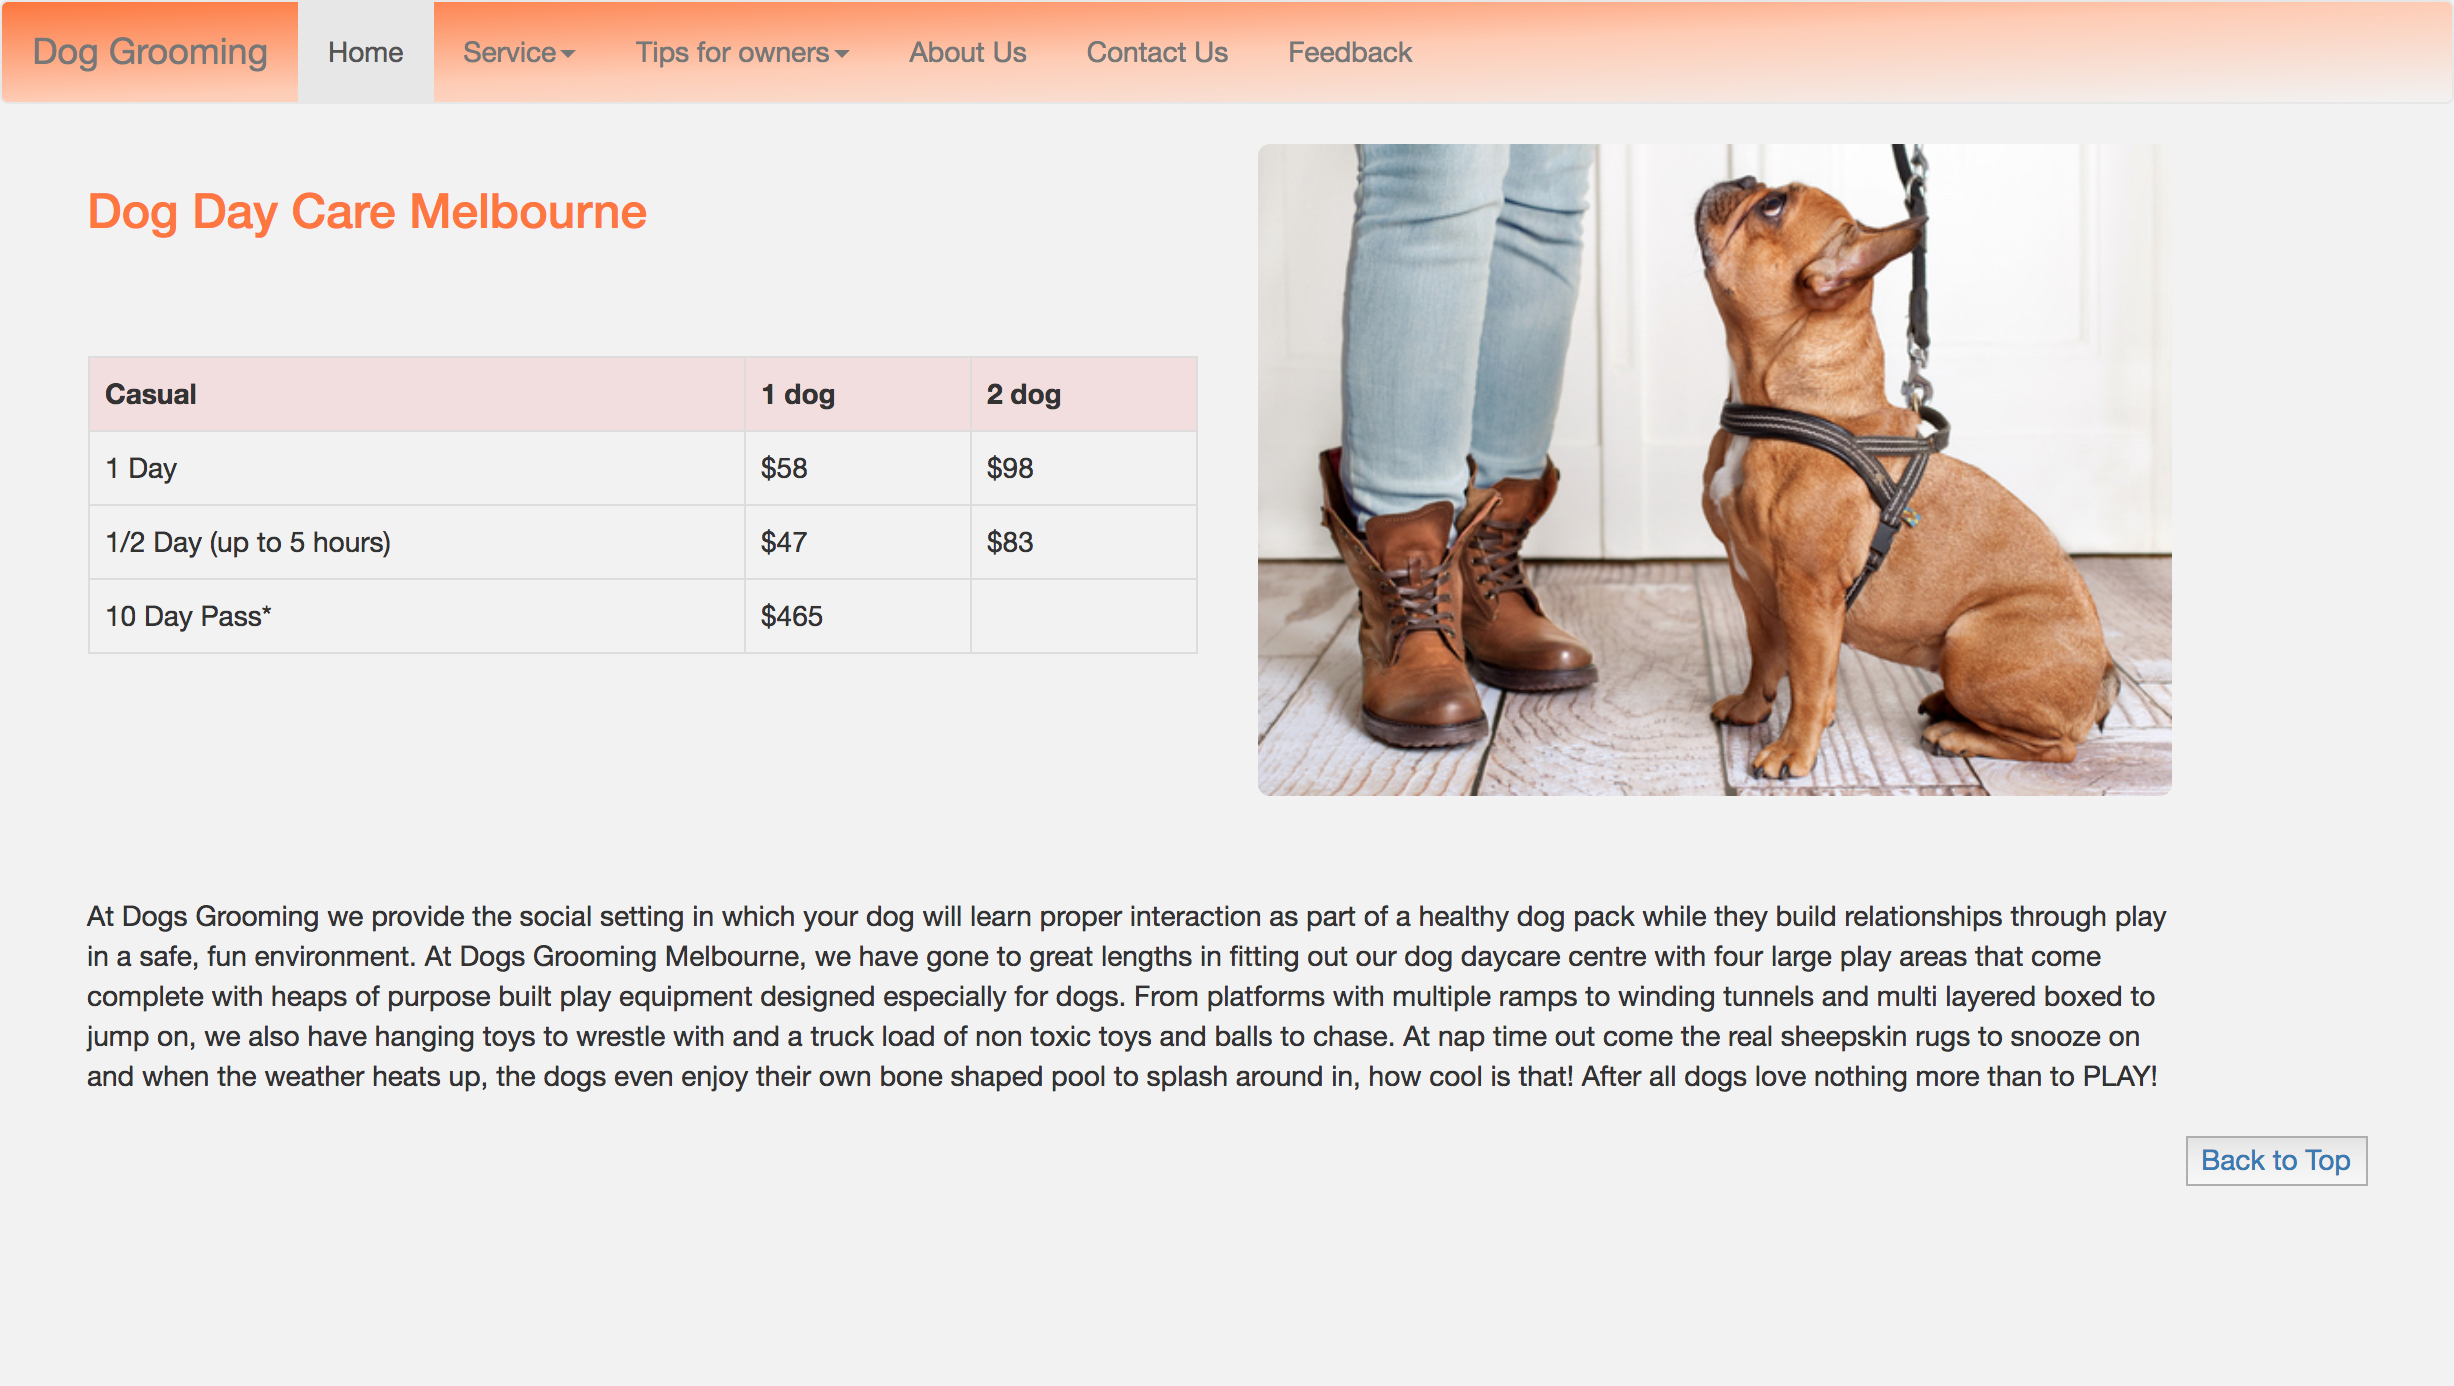 Dog Grooming Home Service Tips for owners About Us Contact Us Feedback
Dog Day Care Melbourne
Casual 1 dog 2 dog
1 Day $58 $98
1/2 Day (up to 5 hours) $47 $83
10 Day Pass* $465
At Dogs Grooming we provide the social setting in which your dog will learn proper interaction as part of a healthy dog pack while they build relationships through play
in a safe, fun environment. At Dogs Grooming Melbourne, we have gone to great lengths in fitting out our dog daycare centre with four large play areas that come
complete with heaps of purpose built play equipment designed especially for dogs. From platforms with multiple ramps to winding tunnels and multi layered boxed to
jump on, we also have hanging toys to wrestle with and a truck load of non toxic toys and balls to chase. At nap time out come the real sheepskin rugs to snooze on
and when the weather heats up, the dogs even enjoy their own bone shaped pool to splash around in, how cool is that! After all dogs love nothing more than to PLAY!
Back to Top